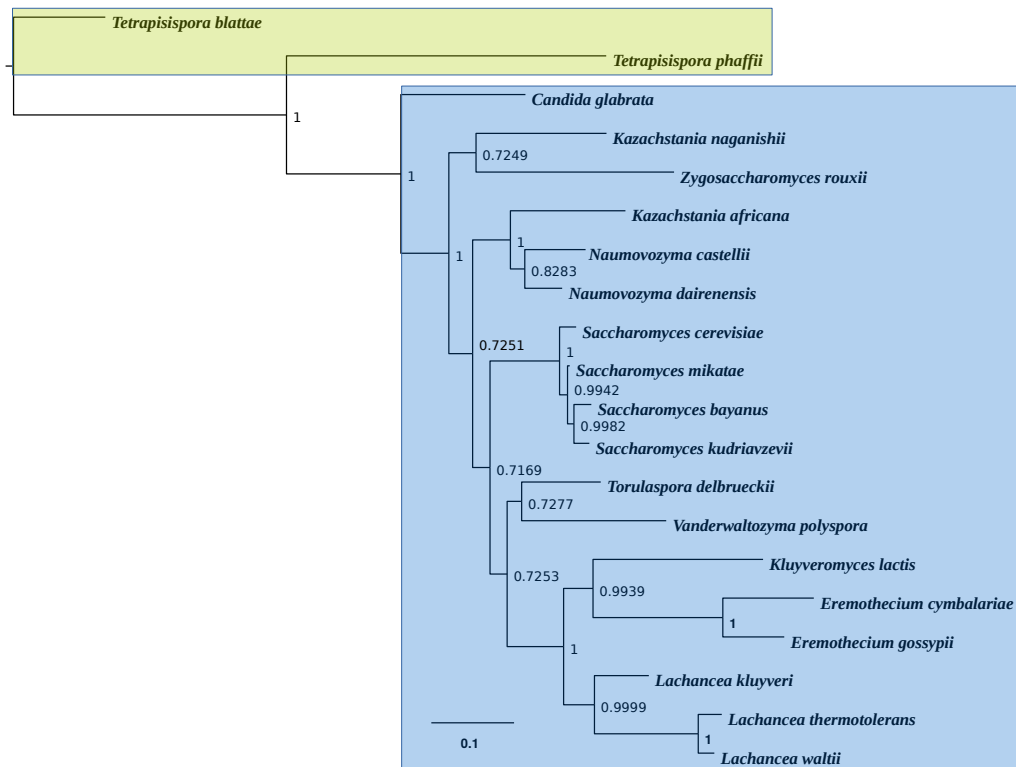 Tetrapisispora blattae
Tetrapisispora phaffii
1
Candida glabrata
Kazachstania naganishii
0.7249
1
Zygosaccharomyces rouxii
Kazachstania africana
1
1
Naumovozyma castellii
0.8283
Naumovozyma dairenensis
Saccharomyces cerevisiae
0.7251
1
Saccharomyces mikatae
0.9942
Saccharomyces bayanus
0.9982
Saccharomyces kudriavzevii
0.7169
Torulaspora delbrueckii
0.7277
Vanderwaltozyma polyspora
Kluyveromyces lactis
0.7253
0.9939
Eremothecium cymbalariae
1
Eremothecium gossypii
1
Lachancea kluyveri
0.9999
Lachancea thermotolerans
1
0.1
Lachancea waltii